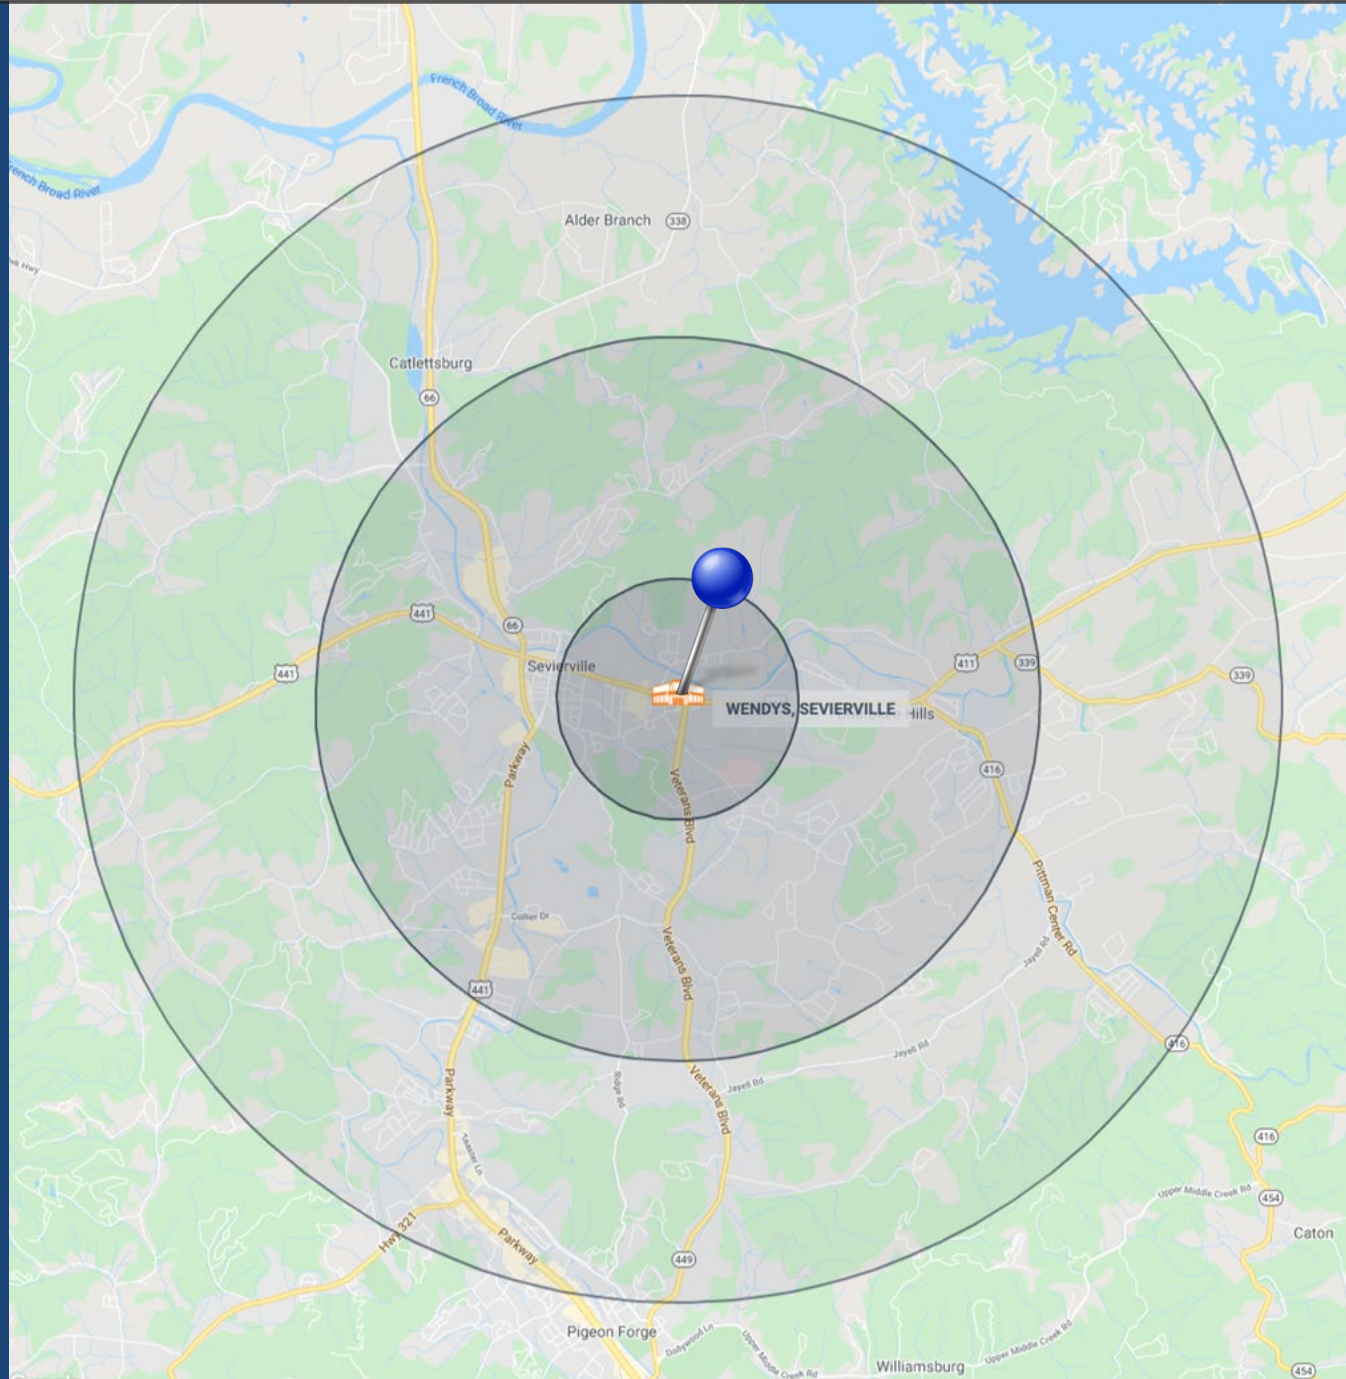 French Broad River
French Broad River
Alder Branch
338
Catlettsburg
66
441
66
Sevierville
411
339
441
339
WENDYS, SEVIERVILLE
Hills
Parkway
416
Veterans Blvd
Pittman Center Rd
Collier Dr
Veterans Blvd
Jayell Rd
441
416
Jayell Rd
Parkway
Ridge Rd
Jayell Rd
Veterans Blvd
416
Upper Middle Creek Rd
454
Hwy 321
Parkway
449
Caton
Pigeon Forge
Dollywood Ln
Upper Middle Creek Rd
Upper Middle Creek Rd
Williamsburg
454